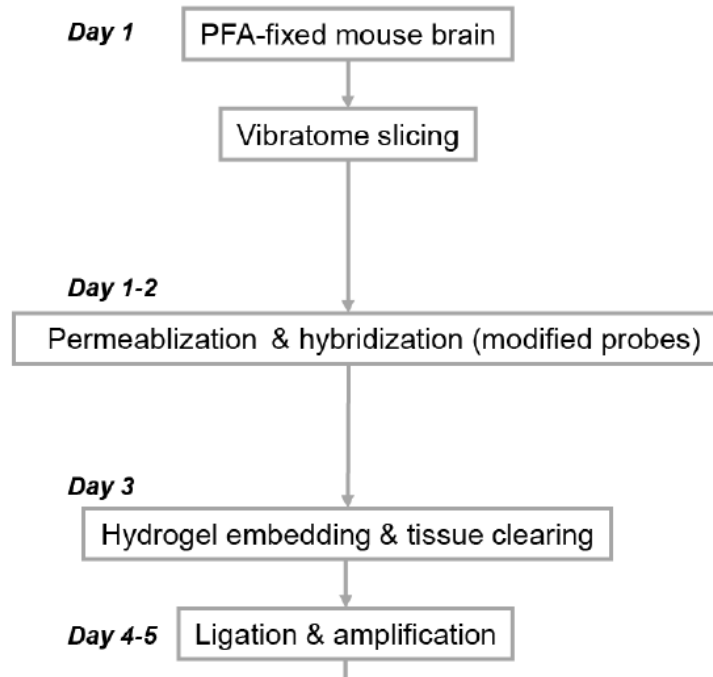 Day 1
PFA-fixed mouse brain
Vibratome slicing
Day 1-2
Permeablization & hybridization (modified probes)
Day 3
Hydrogel embedding & tissue clearing
Day 4-5
Ligation & amplification